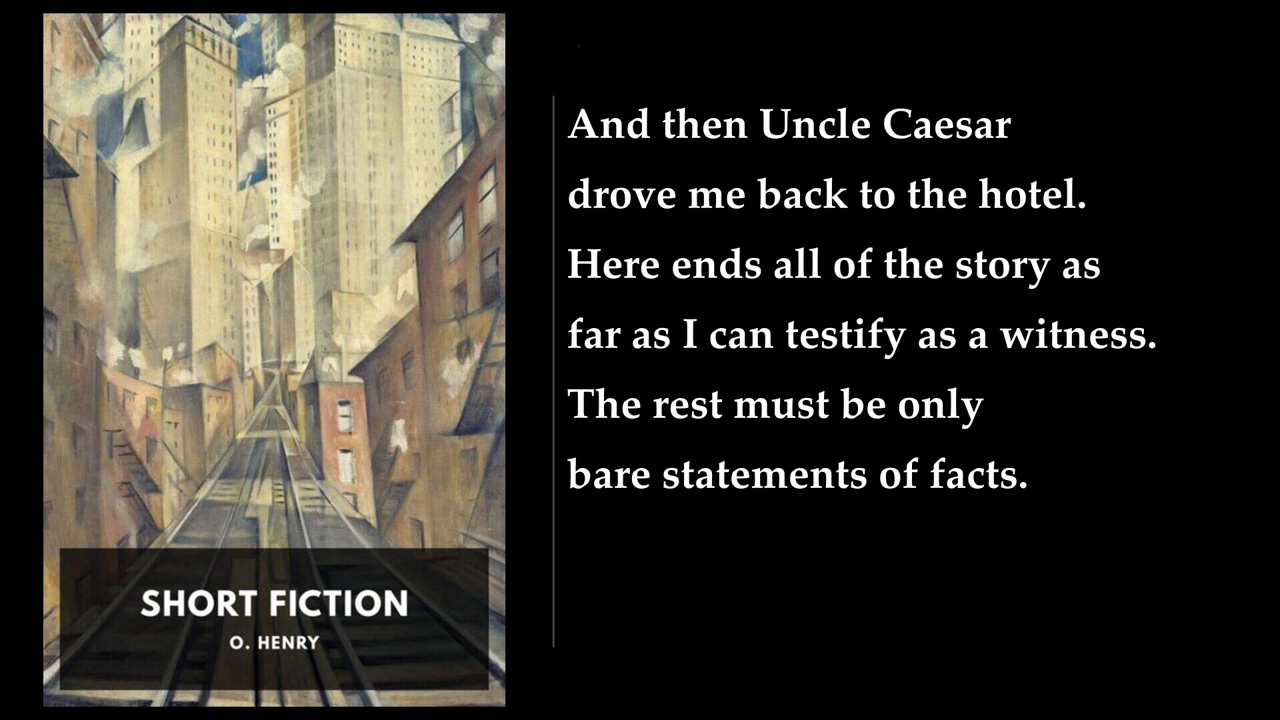 SHORT FICTION
O. HENRY
And then Uncle Caesar
drove me back to the hotel.
Here ends all of the story as
far as I can testify as a witness.
The rest must be only
bare statements of facts.